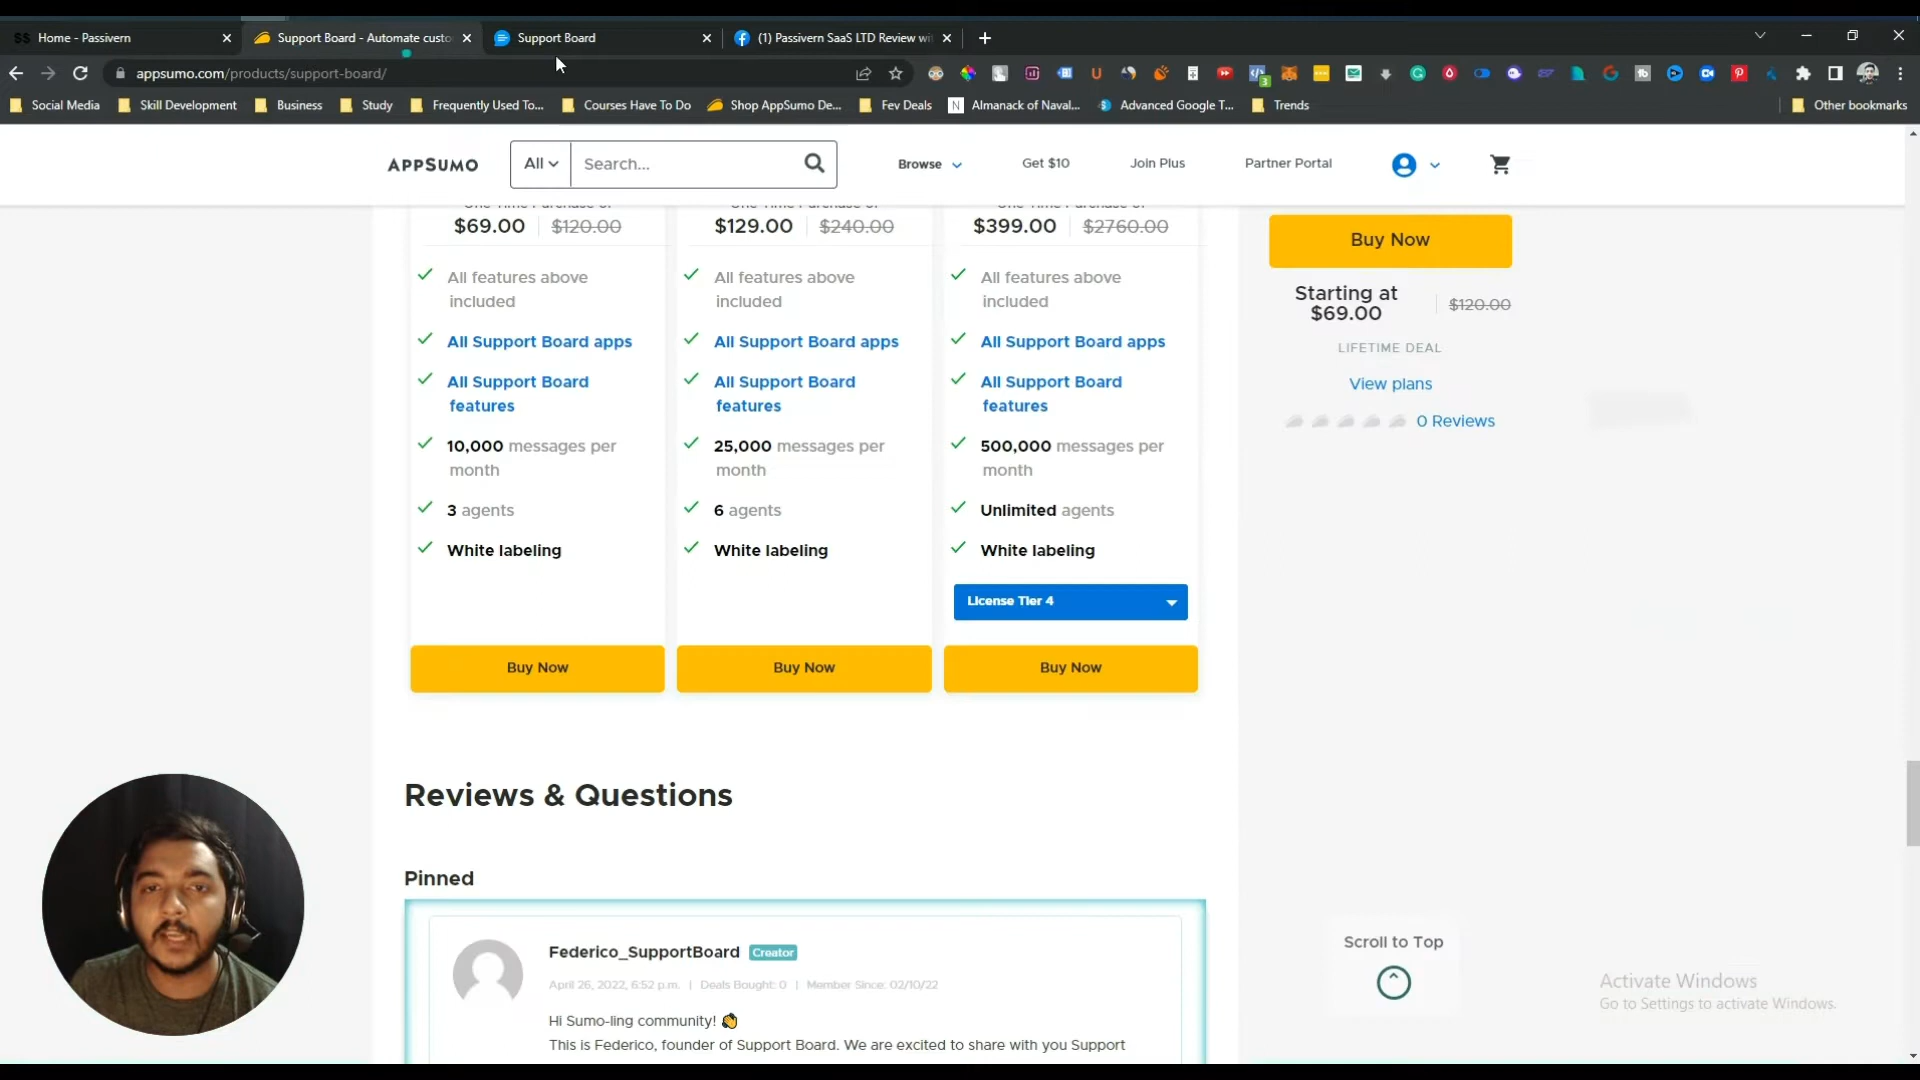 SS Home - Passivern
Support Board - Automate custo
Support Board
(1) Passivern SaaS LTD Review wi
appsumo.com/products/support-board/
3
Social Media
Skill Development
Business
Study
Frequently Used To...
Courses Have To Do
Shop AppSumo De...
Fev Deals
Almanack of Naval...
Advanced Google T...
Trends
Other bookmarks
APPSUMO
All
Search...
Browse
Get $10
Join Plus
Partner Portal
$69.00 $120.00
$129.00 $240.00
$399.00 $2760.00
All features above
included
All Support Board apps
All Support Board
features
10,000 messages per
month
3 agents
White labeling
Buy Now
All features above
included
All Support Board apps
All Support Board
features
25,000 messages per
month
6 agents
White labeling
Buy Now
All features above
included
All Support Board apps
All Support Board
features
500,000 messages per
month
Unlimited agents
White labeling
License Tier 4
Buy Now
Buy Now
Starting at
$69.00
$120.00
LIFETIME DEAL
View plans
0 Reviews
Reviews & Questions
Pinned
Federico_SupportBoard Creator
April 26, 2022, 6:52 p.m. | Deals Bought: 0 | Member Since: 02/10/22
Hi Sumo-ling community!
This is Federico, founder of Support Board. We are excited to share with you Support
Scroll to Top
Activate Windows
Go to Settings to activate Windows.